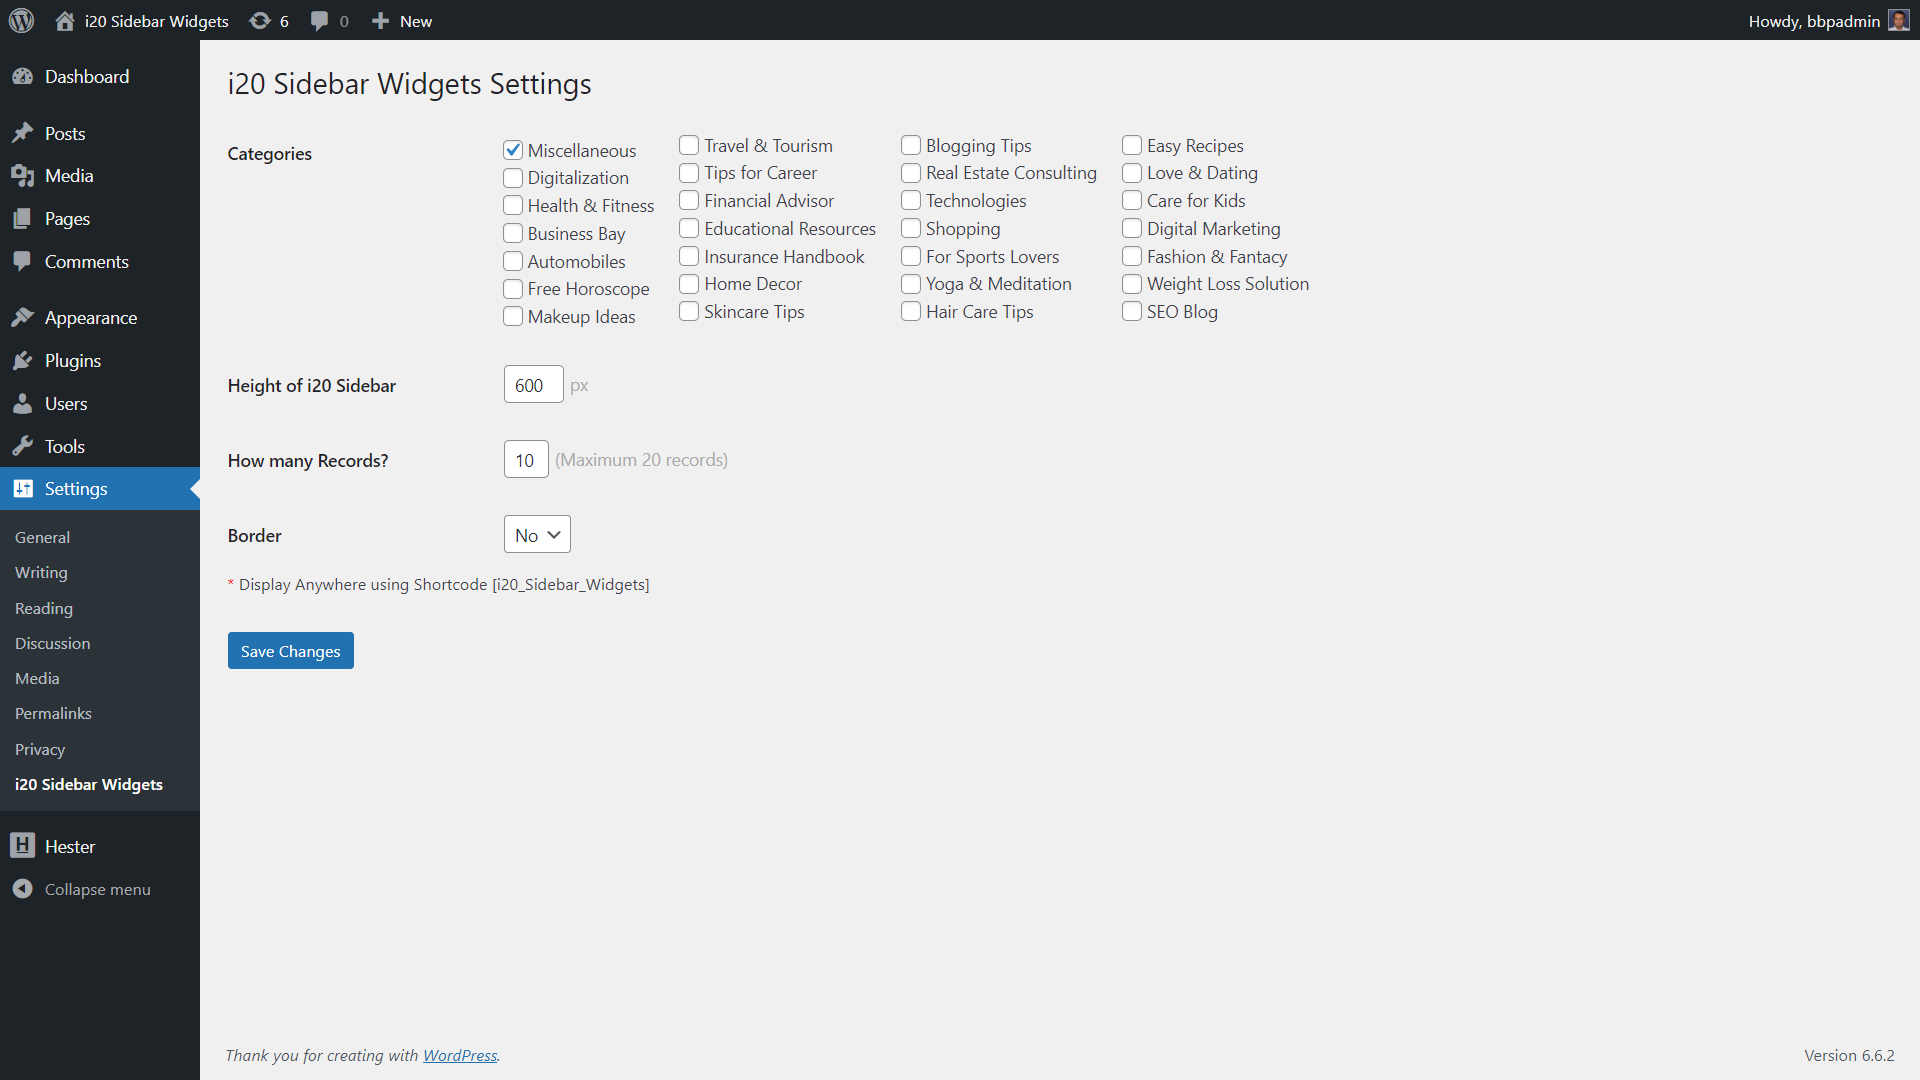 i20 Sidebar Widgets 6 0 New Howdy, bbpadmin
Dashboard
Posts
Media
Pages
Comments
Appearance
Plugins
Users
Tools
Settings
General
Writing
Reading
Discussion
Media
Permalinks
Privacy
i20 Sidebar Widgets
Hester
Collapse menu
i20 Sidebar Widgets Settings
Categories
Miscellaneous
Digitalization
Health & Fitness
Business Bay
Automobiles
Free Horoscope
Makeup Ideas
Travel & Tourism
Tips for Career
Financial Advisor
Educational Resources
Insurance Handbook
Home Decor
Skincare Tips
Blogging Tips
Real Estate Consulting
Technologies
Shopping
For Sports Lovers
Yoga & Meditation
Hair Care Tips
Easy Recipes
Love & Dating
Care for Kids
Digital Marketing
Fashion & Fantacy
Weight Loss Solution
SEO Blog
Height of i20 Sidebar 600 px
How many Records? 10 (Maximum 20 records)
Border No
* Display Anywhere using Shortcode [i20_Sidebar_Widgets]
Save Changes
Thank you for creating with WordPress. Version 6.6.2